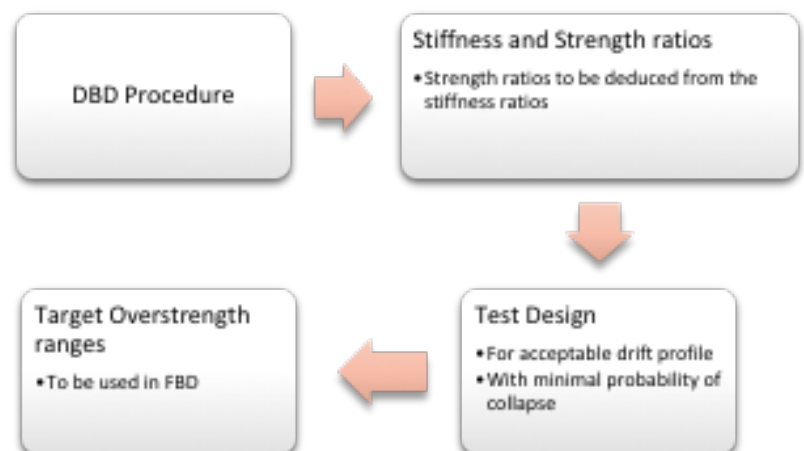 DBD Procedure
Stiffness and Strength ratios
•Strength ratios to be deduced from the
stiffness ratios
Target Overstrength
ranges
•To be used in FBD
Test Design
•For acceptable drift profile
•With minimal probability of
collapse